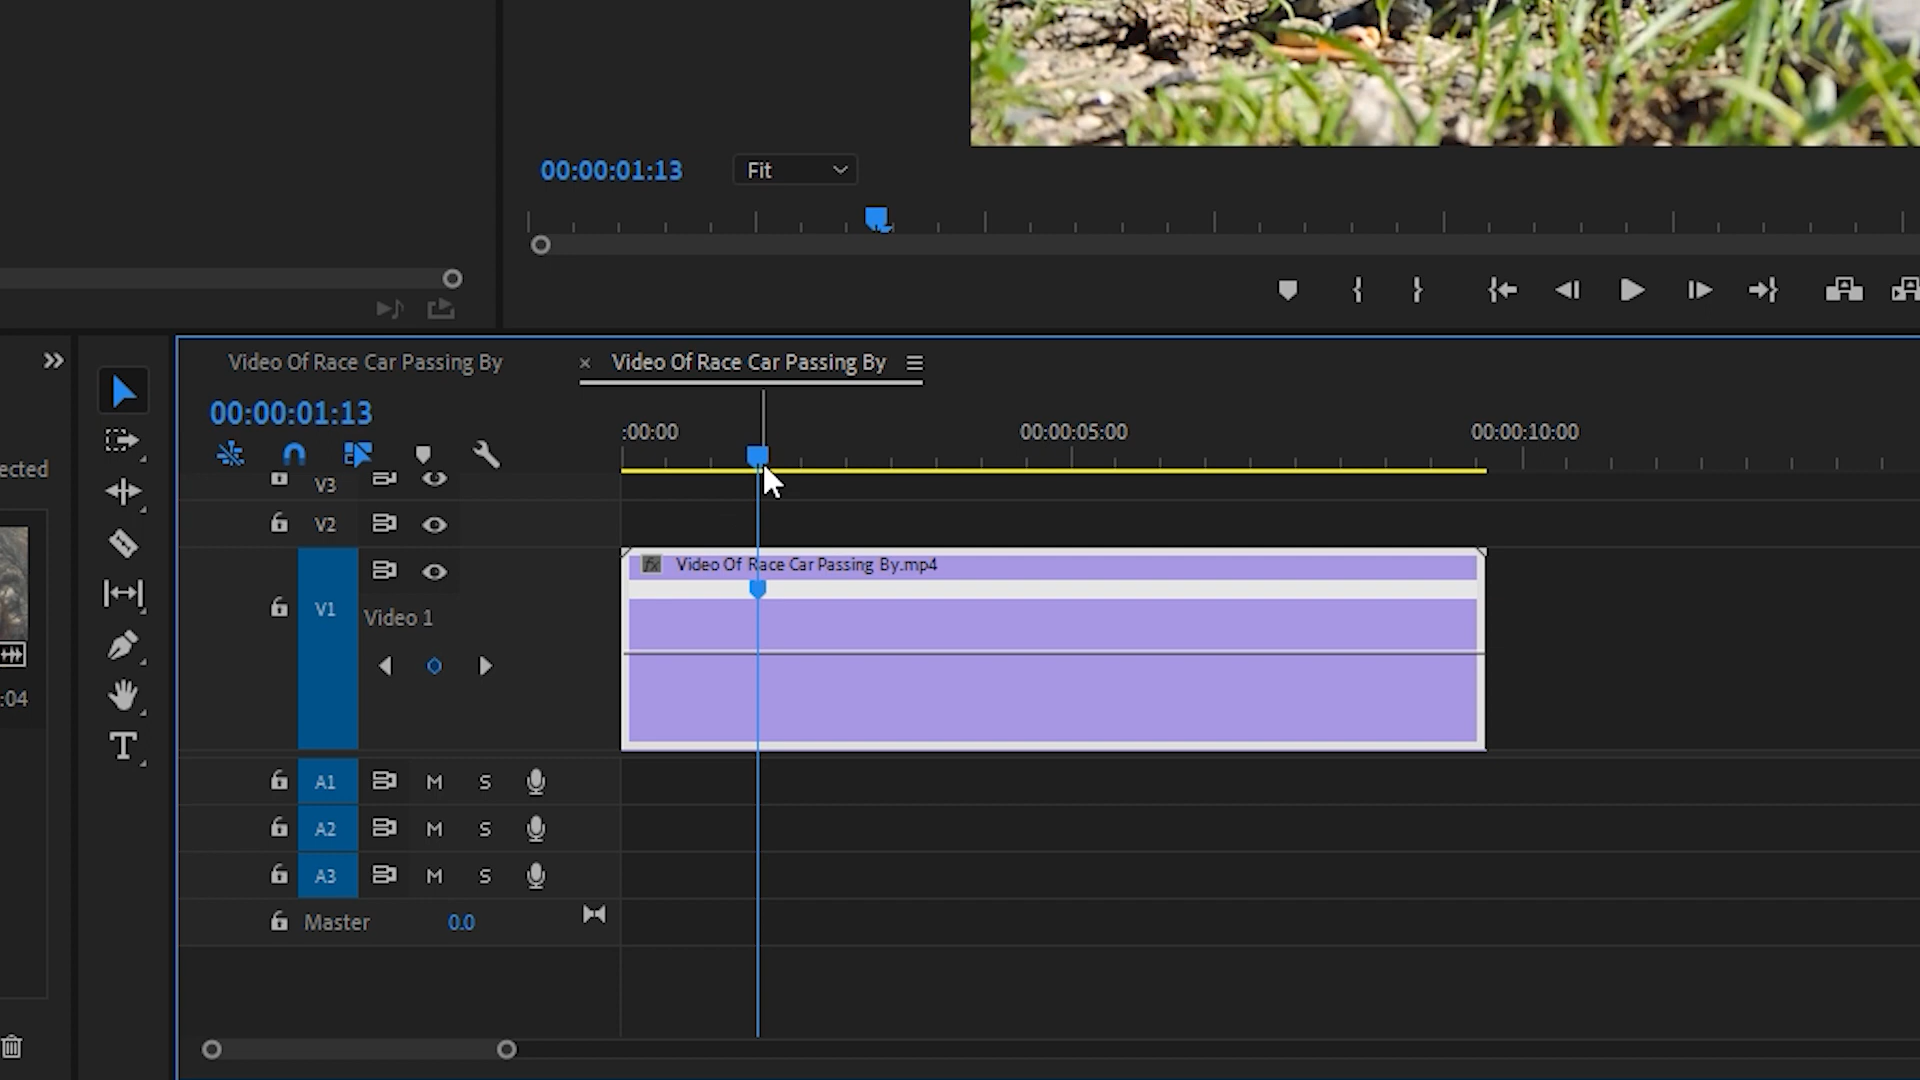 00:00:01:13
Fit
Video Of Race Car Passing By
× Video Of Race Car Passing By
00:00:01:13
:00:00
00:00:05:00
00:00:10:00
ected
V3
V2
fx Video Of Race Car Passing By.mp4
V1
Video 1
:04
A1 M S
A2 M S
A3 M S
Master 0.0